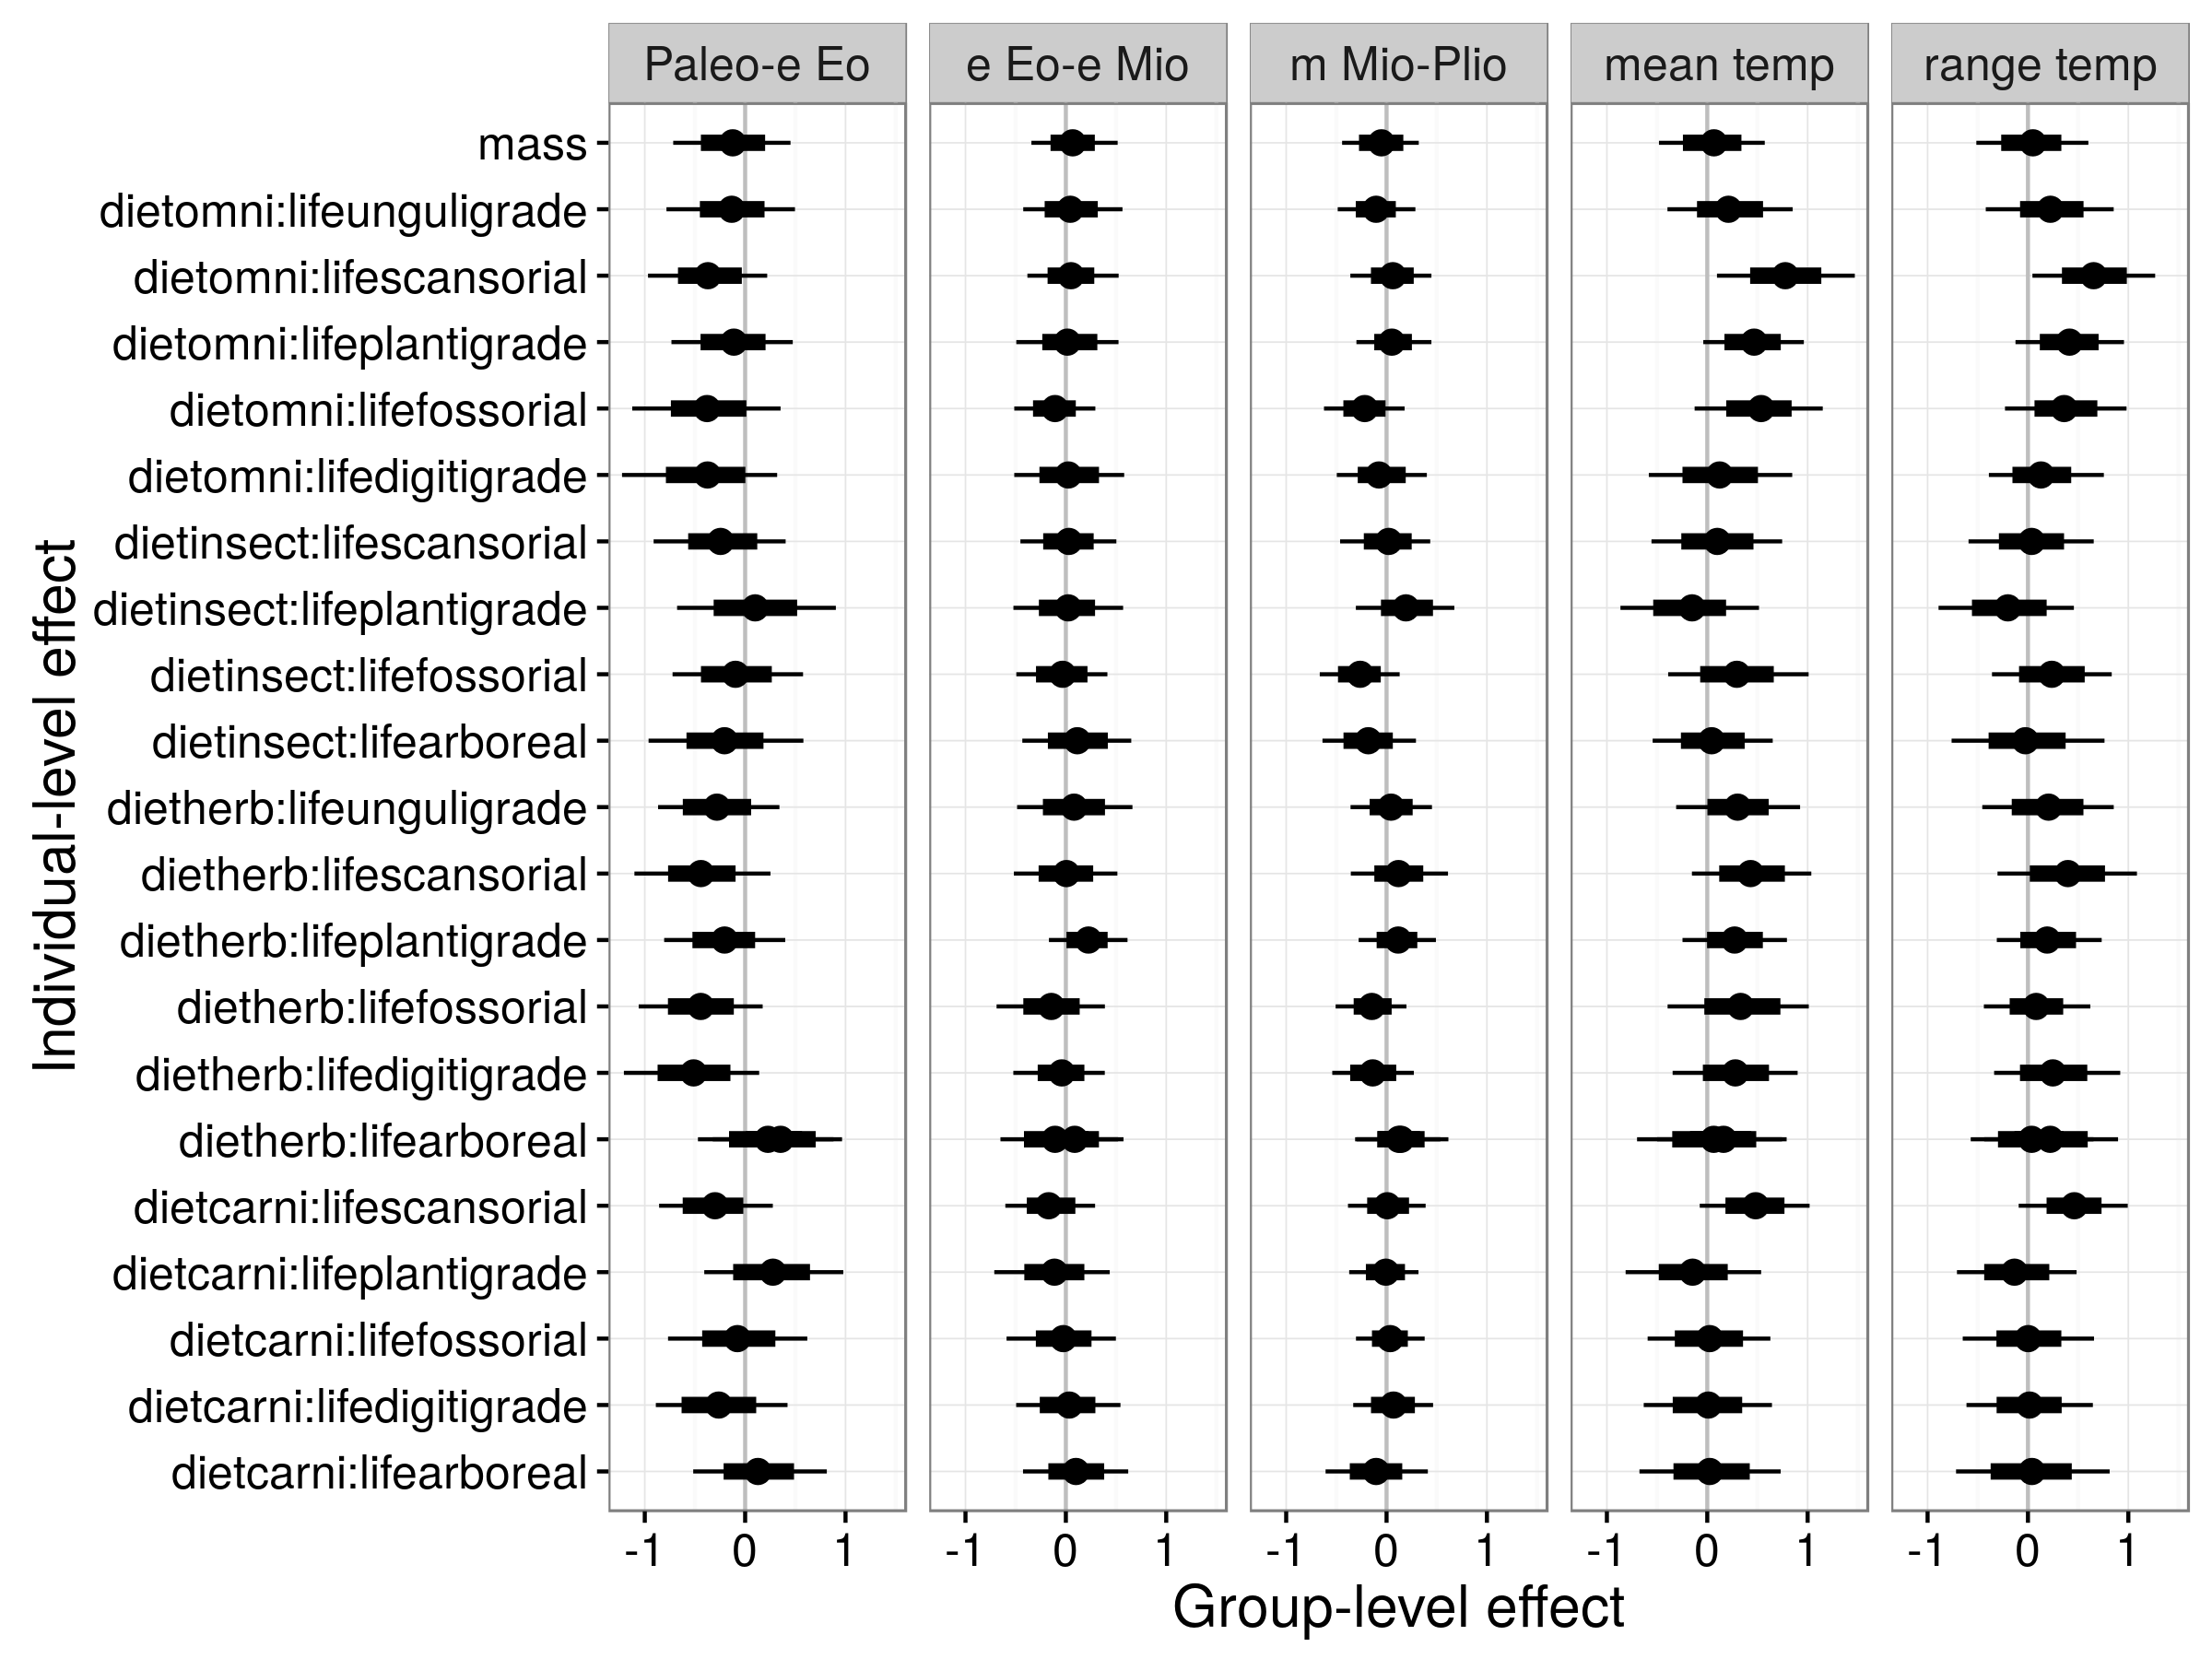 Paleo-e Eo
e Eo-e Mio
m Mio-Plio
mean temp
range temp
Individual-level effect
mass
dietomni:lifeunguligrade
dietomni:lifescansorial
dietomni:lifeplantigrade
dietomni:lifefossorial
dietomni:lifedigitigrade
dietinsect:lifescansorial
dietinsect:lifeplantigrade
dietinsect:lifefossorial
dietinsect:lifearboreal
dietherb:lifeunguligrade
dietherb:lifescansorial
dietherb:lifeplantigrade
dietherb:lifefossorial
dietherb:lifedigitigrade
dietherb:lifearboreal
dietcarni:lifescansorial
dietcarni:lifeplantigrade
dietcarni:lifefossorial
dietcarni:lifedigitigrade
dietcarni:lifearboreal
-1 0 1
-1 0 1
-1 0 1
-1 0 1
-1 0 1
Group-level effect